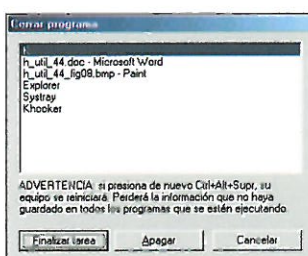 Cerrar programa
h_util_44.doc - Microsoft Word
h_util_44_fig08.bmp - Paint
Explorer
Systray
Khooker
ADVERTENCIA: si presiona de nuevo Ctrl+Alt+Supr, su
equipo se reiniciará. Perderá la información que no haya
guardado en todos los programas que se están ejecutando.
Finalizar tarea
Apagar
Cancelar